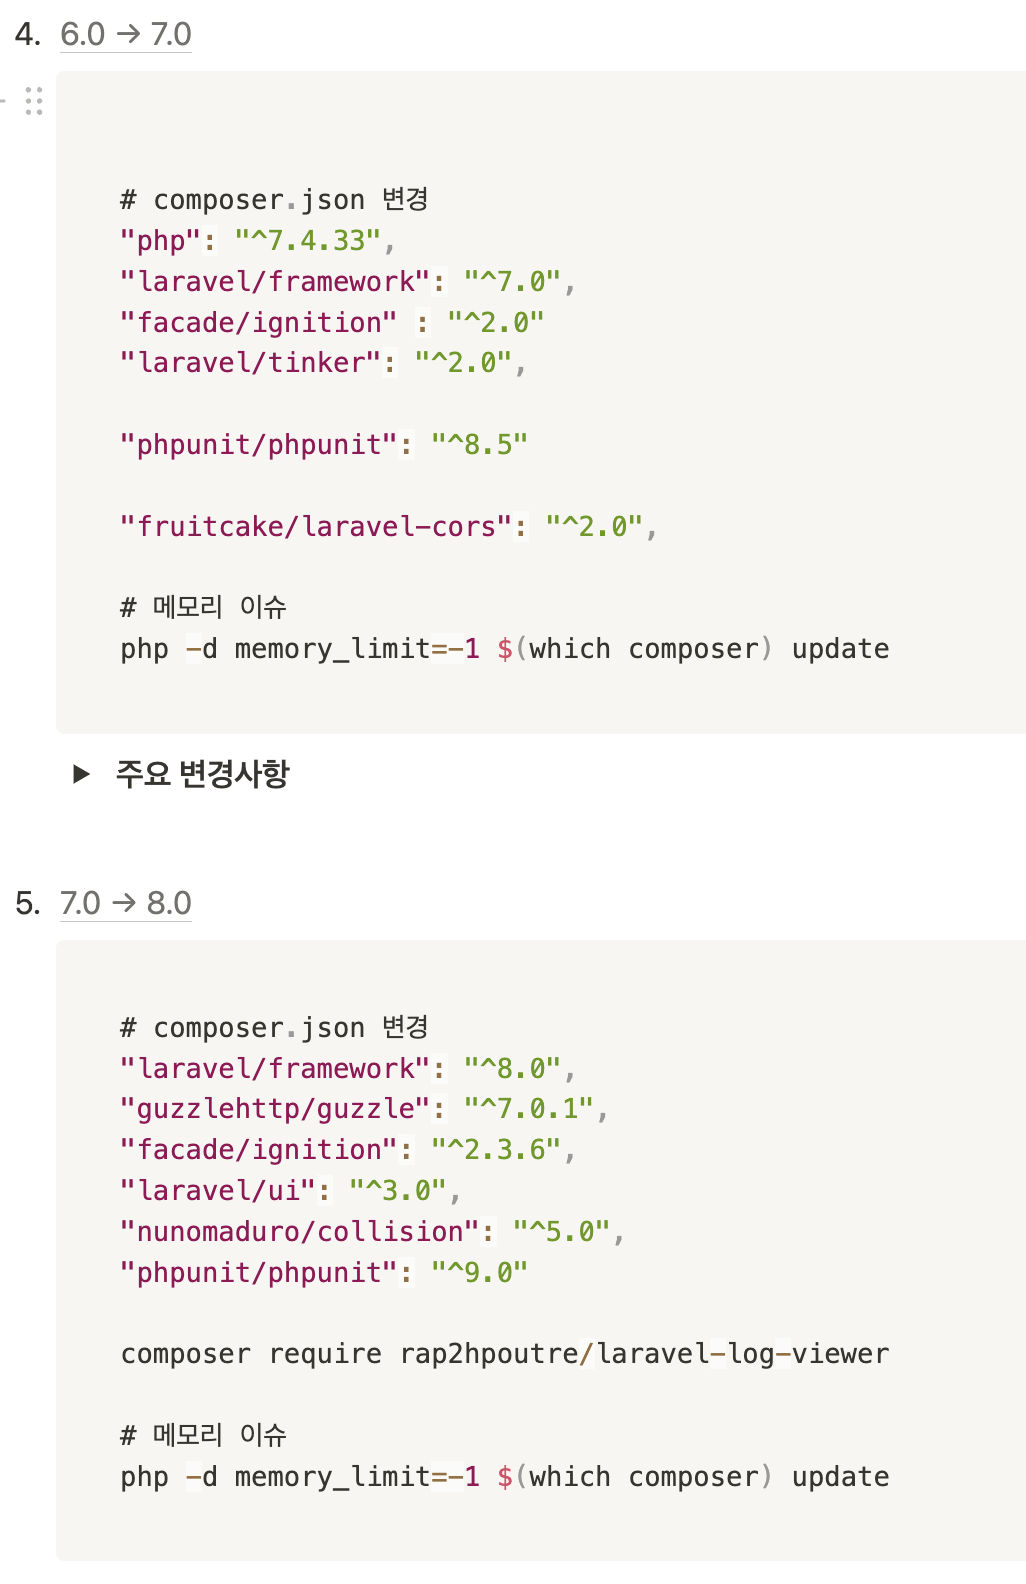 4. 6.0 → 7.0
# composer.json 변경
"php": "^7.4.33",
"laravel/framework": "^7.0",
"facade/ignition" : "^2.0"
"laravel/tinker": "^2.0",
"phpunit/phpunit": "^8.5"
"fruitcake/laravel-cors": "^2.0",
# 메모리 이슈
php -d memory_limit=-1 $(which composer) update
▶ 주요 변경사항
5. 7.0 → 8.0
# composer.json 변경
"laravel/framework": "^8.0",
"guzzlehttp/guzzle": "^7.0.1",
"facade/ignition": "^2.3.6",
"laravel/ui": "^3.0",
"nunomaduro/collision": "^5.0",
"phpunit/phpunit": "^9.0"
composer require rap2hpoutre/laravel-log-viewer
# 메모리 이슈
php -d memory_limit=-1 $(which composer) update